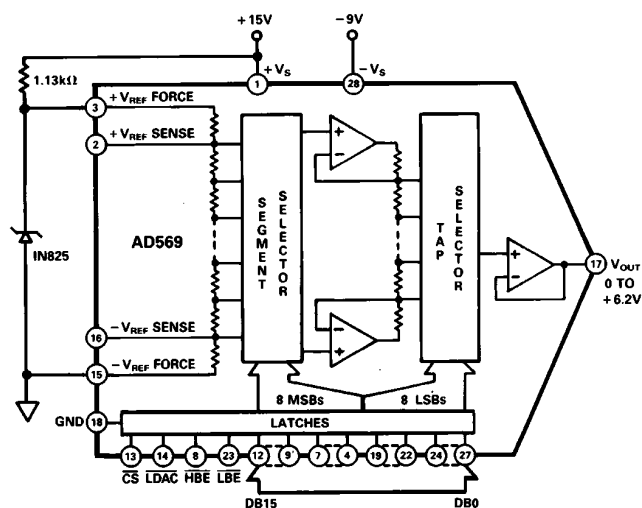 +15V
−9V
1.13kΩ
+VS
−VS
1
28
3
+VREF FORCE
2
+VREF SENSE
SEGMENT
SELECTOR
TAP
SELECTOR
AD569
IN825
17
VOUT
0 TO
+6.2V
16
−VREF SENSE
15
−VREF FORCE
8 MSBs
8 LSBs
GND
18
LATCHES
13
14
8
23
12
9
7
4
19
22
24
27
CS
LDAC
HBE
LBE
DB15
DB0